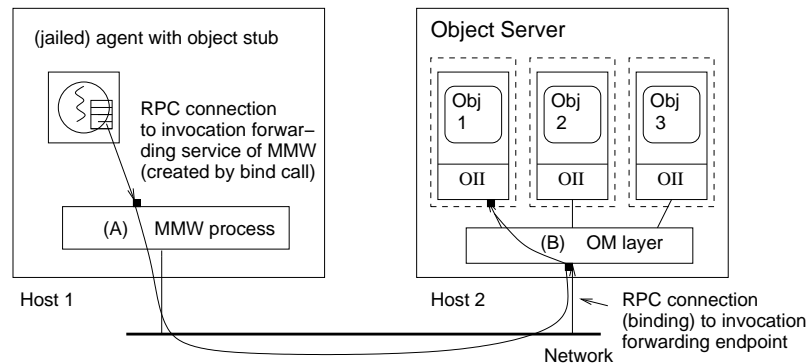 (jailed) agent with object stub
RPC connection
to invocation forwar–
ding service of MMW
(created by bind call)
(A) MMW process
Host 1
Object Server
Obj
1
Obj
2
Obj
3
OII
OII
OII
(B) OM layer
Host 2
RPC connection
(binding) to invocation
forwarding endpoint
Network